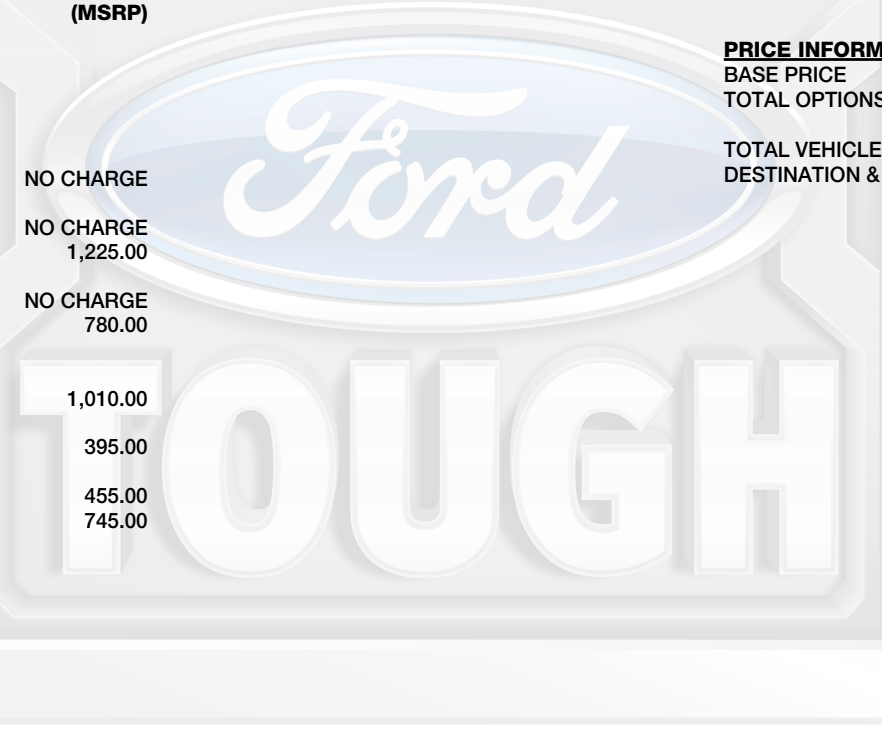 (MSRP)
NO CHARGE
NO CHARGE
1,225.00
NO CHARGE
780.00
1,010.00
395.00
455.00
745.00
PRICE INFORM
BASE PRICE
TOTAL OPTIONS
TOTAL VEHICLE
DESTINATION &
Ford
TOUGH